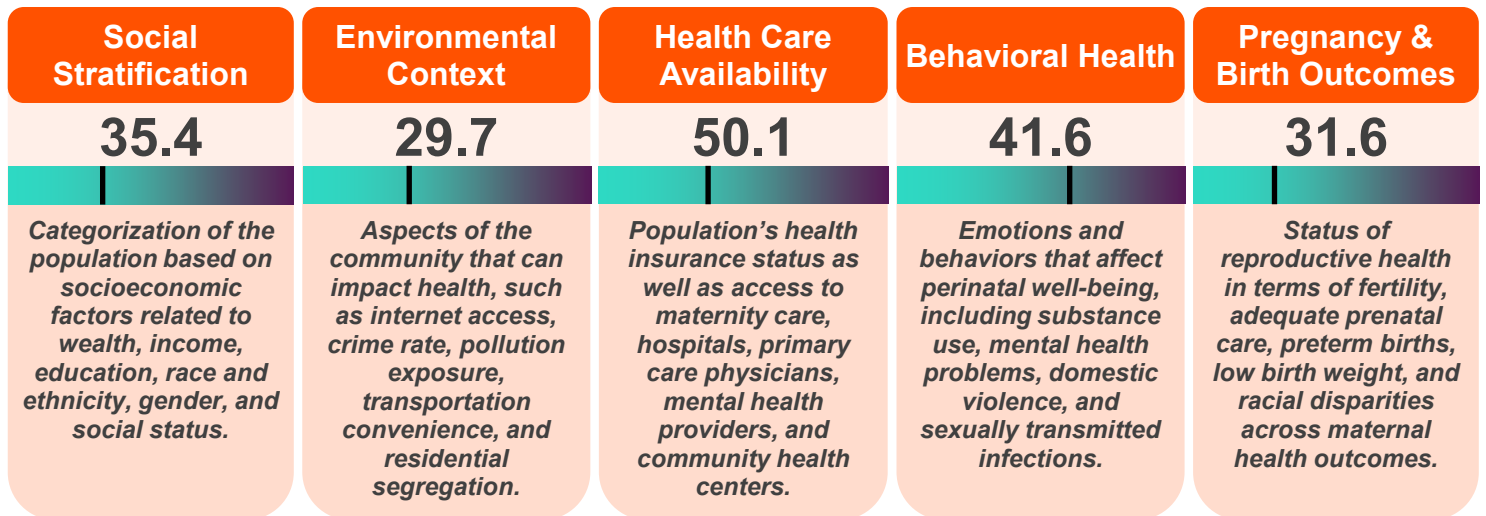 Social
Stratification
35.4
Categorization of the
population based on
socioeconomic
factors related to
wealth, income,
education, race and
ethnicity, gender, and
social status.
Environmental
Context
29.7
Aspects of the
community that can
impact health, such
as internet access,
crime rate, pollution
exposure,
transportation
convenience, and
residential
segregation.
Health Care
Availability
50.1
Population’s health
insurance status as
well as access to
maternity care,
hospitals, primary
care physicians,
mental health
providers, and
community health
centers.
Behavioral Health
41.6
Emotions and
behaviors that affect
perinatal well-being,
including substance
use, mental health
problems, domestic
violence, and
sexually transmitted
infections.
Pregnancy &
Birth Outcomes
31.6
Status of
reproductive health
in terms of fertility,
adequate prenatal
care, preterm births,
low birth weight, and
racial disparities
across maternal
health outcomes.